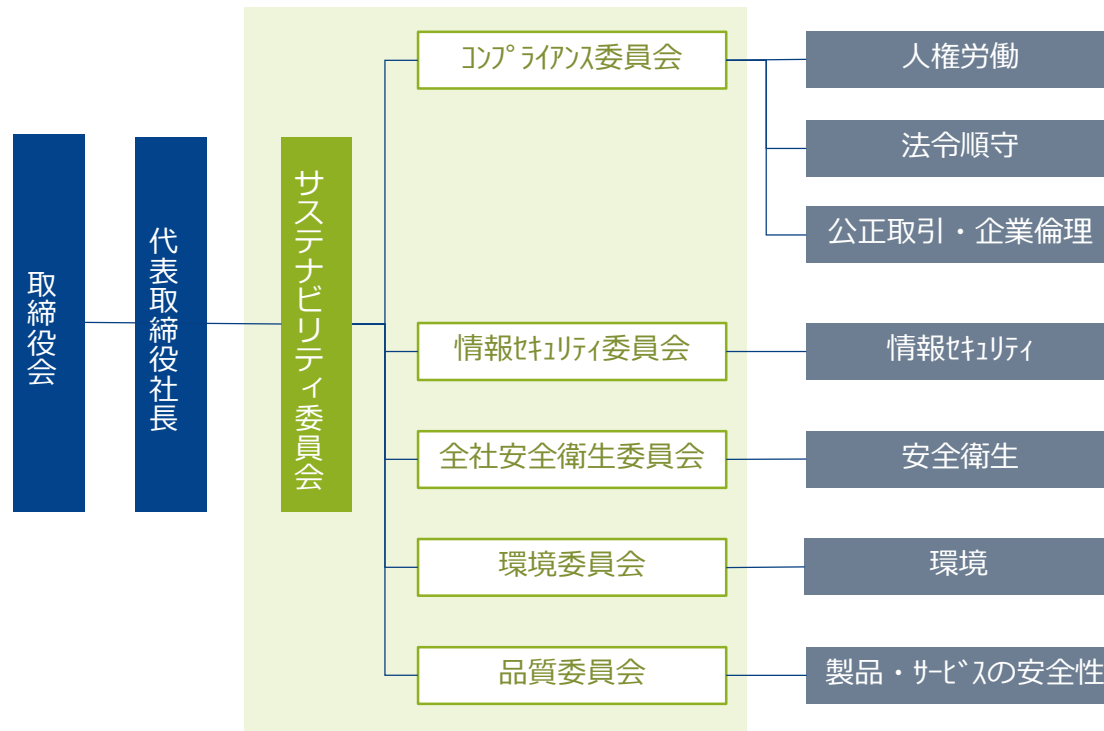 取締役会
代表取締役社長
サステナビリティ委員会
ｺﾝﾌﾟﾗｲｱﾝｽ委員会
人権労働
法令順守
公正取引・企業倫理
情報ｾｷｭﾘﾃｨ委員会
情報ｾｷｭﾘﾃｨ
全社安全衛生委員会
安全衛生
環境委員会
環境
品質委員会
製品・ｻｰﾋﾞｽの安全性